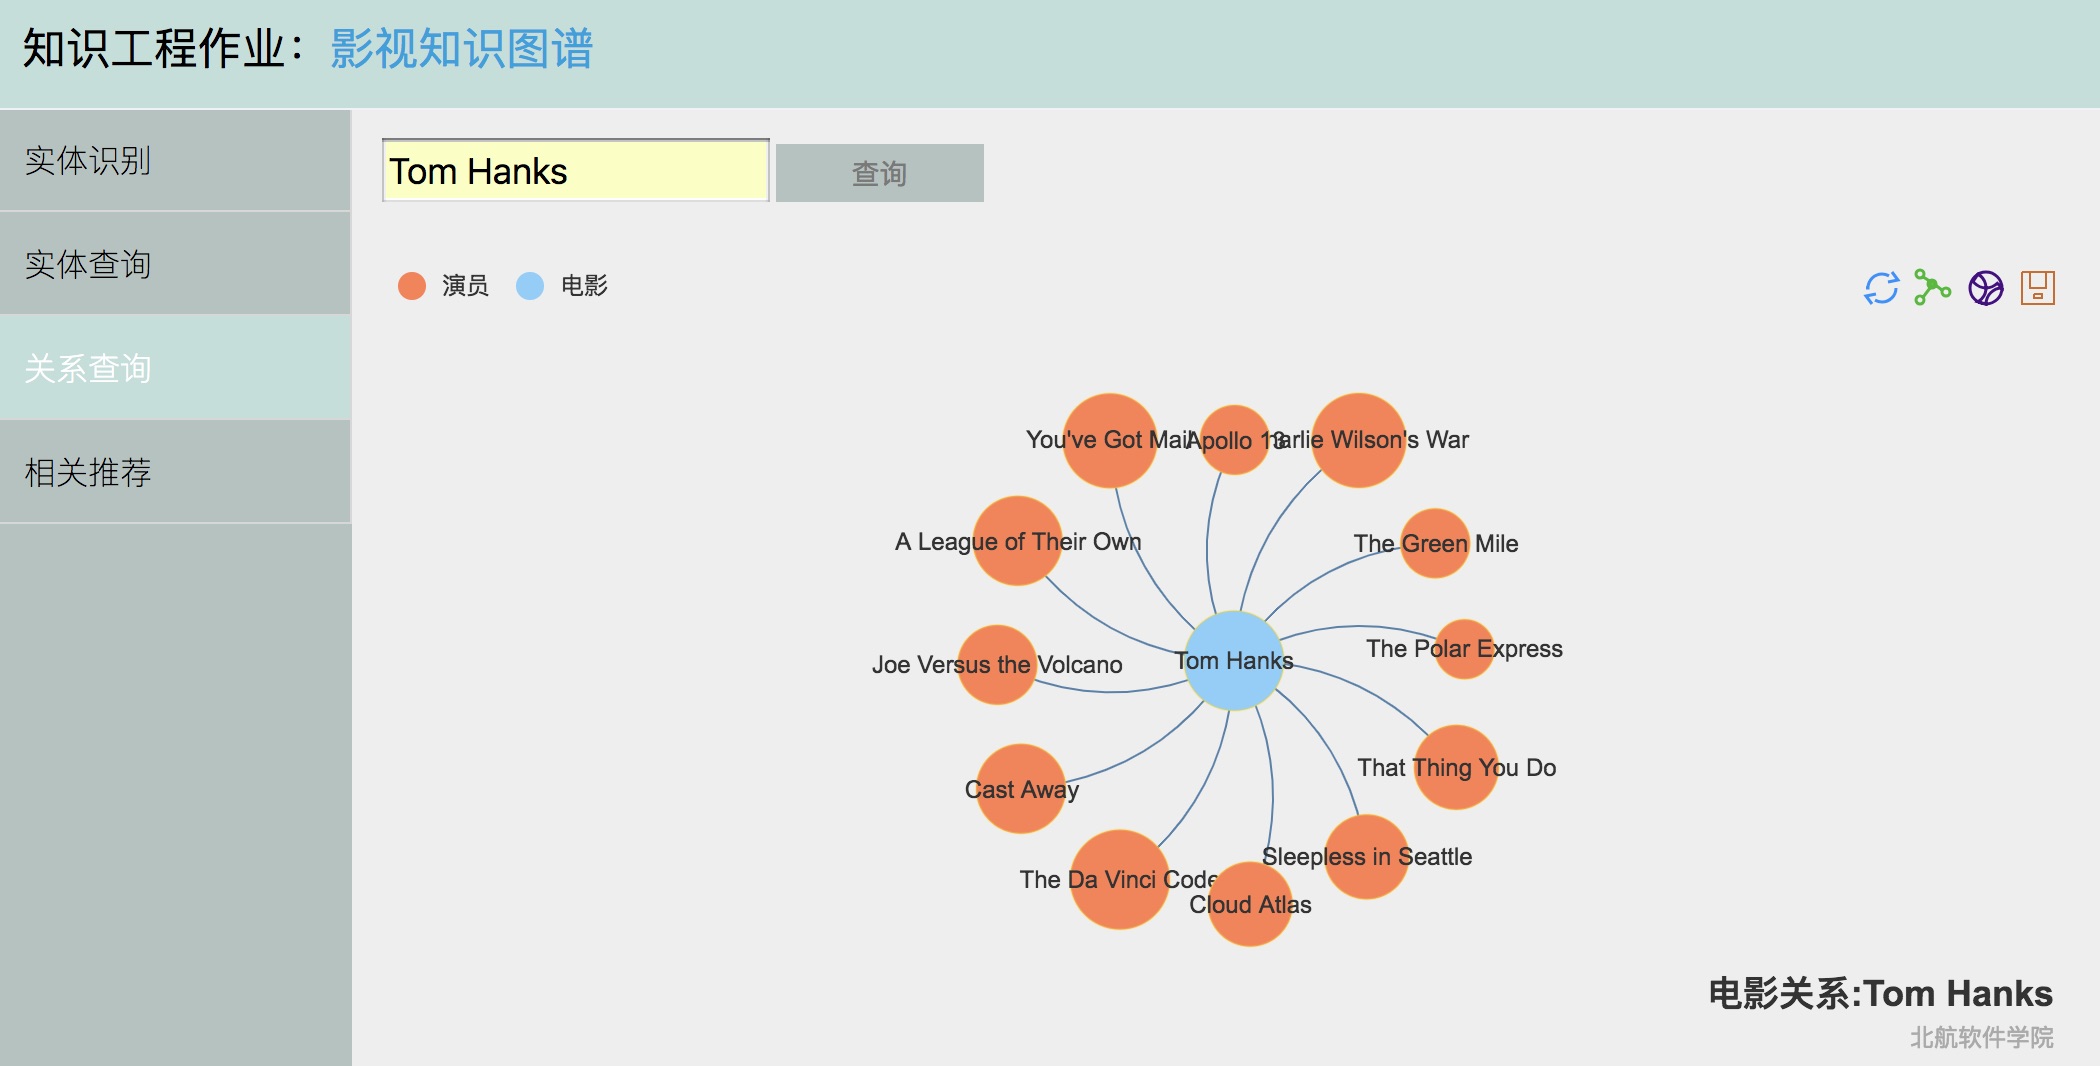 知识工程作业：影视知识图谱
实体识别
实体查询
关系查询
相关推荐
Tom Hanks
查询
演员
电影
You've Got Mail
Apollo 13
arlie Wilson's War
A League of Their Own
The Green Mile
The Polar Express
Joe Versus the Volcano
Tom Hanks
That Thing You Do
Cast Away
Sleepless in Seattle
The Da Vinci Code
Cloud Atlas
电影关系:Tom Hanks
北航软件学院